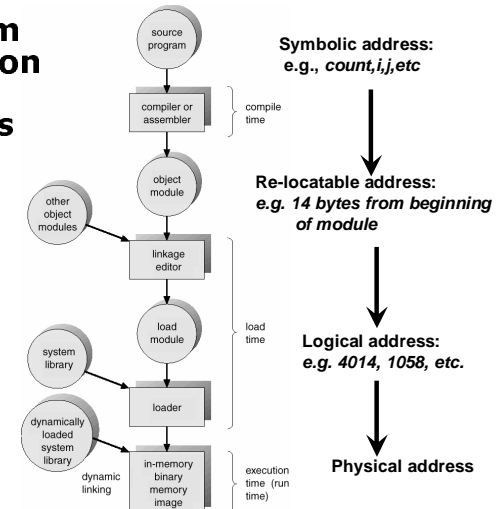 m
on
s
source
program
compiler or
assembler
compile
time
object
module
other
object
modules
linkage
editor
load
module
load
time
system
library
loader
dynamically
loaded
system
library
dynamic
linking
in-memory
binary
memory
image
execution
time (run
time)
Symbolic address:
e.g., count,i,j,etc
Re-locatable address:
e.g. 14 bytes from beginning
of module
Logical address:
e.g. 4014, 1058, etc.
Physical address